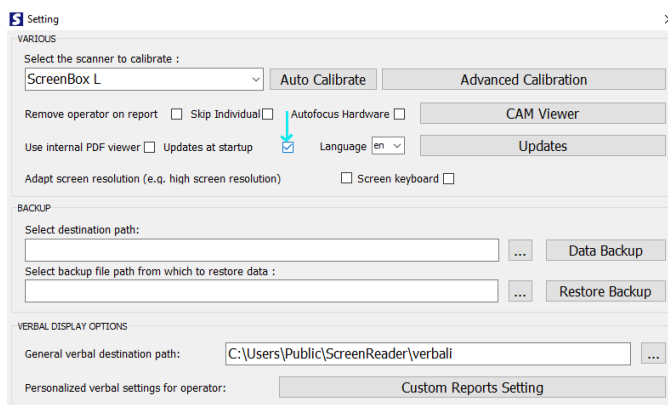 S Setting
VARIOUS
Select the scanner to calibrate :
ScreenBox L Auto Calibrate Advanced Calibration
Remove operator on report Skip Individual Autofocus Hardware CAM Viewer
Use internal PDF viewer Updates at startup Language en Updates
Adapt screen resolution (e.g. high screen resolution) Screen keyboard
BACKUP
Select destination path:
... Data Backup
Select backup file path from which to restore data :
... Restore Backup
VERBAL DISPLAY OPTIONS
General verbal destination path: C:\Users\Public\ScreenReader\verbali ...
Personalized verbal settings for operator: Custom Reports Setting